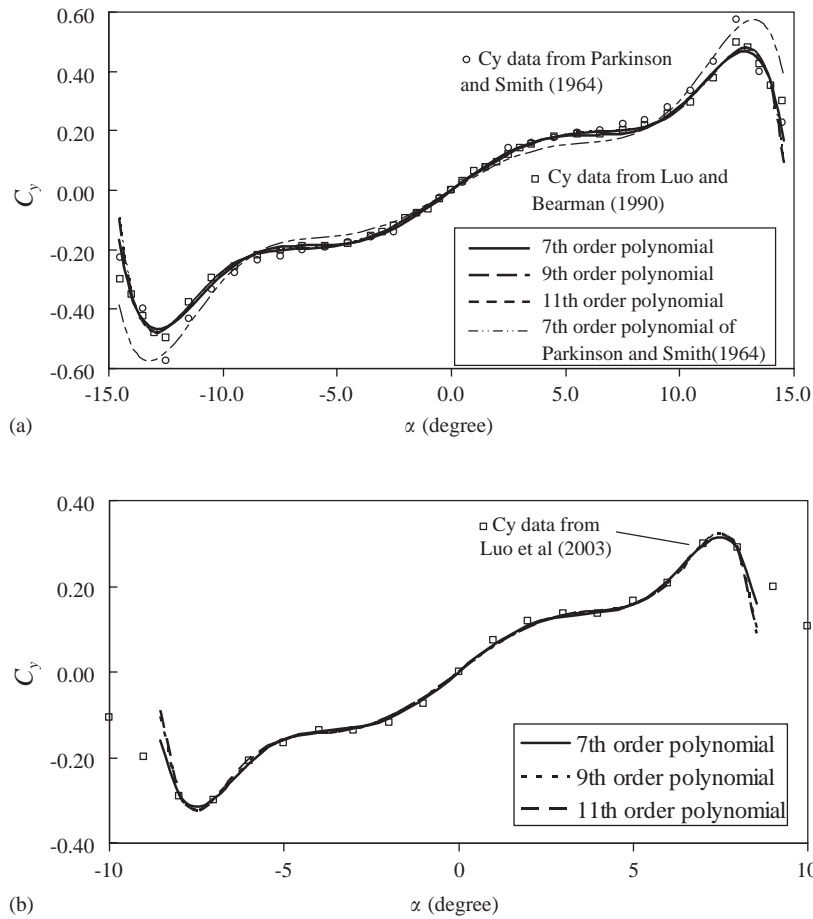 0.60
0.40
0.20
0.00
-0.20
-0.40
-0.60
C_y
Cy data from Parkinson
and Smith (1964)
Cy data from Luo and
Bearman (1990)
7th order polynomial
9th order polynomial
11th order polynomial
7th order polynomial of
Parkinson and Smith(1964)
-15.0 -10.0 -5.0 0.0 5.0 10.0 15.0
(a)
α (degree)
0.40
0.20
0.00
-0.20
-0.40
C_y
Cy data from
Luo et al (2003)
7th order polynomial
9th order polynomial
11th order polynomial
-10 -5 0 5 10
(b)
α (degree)